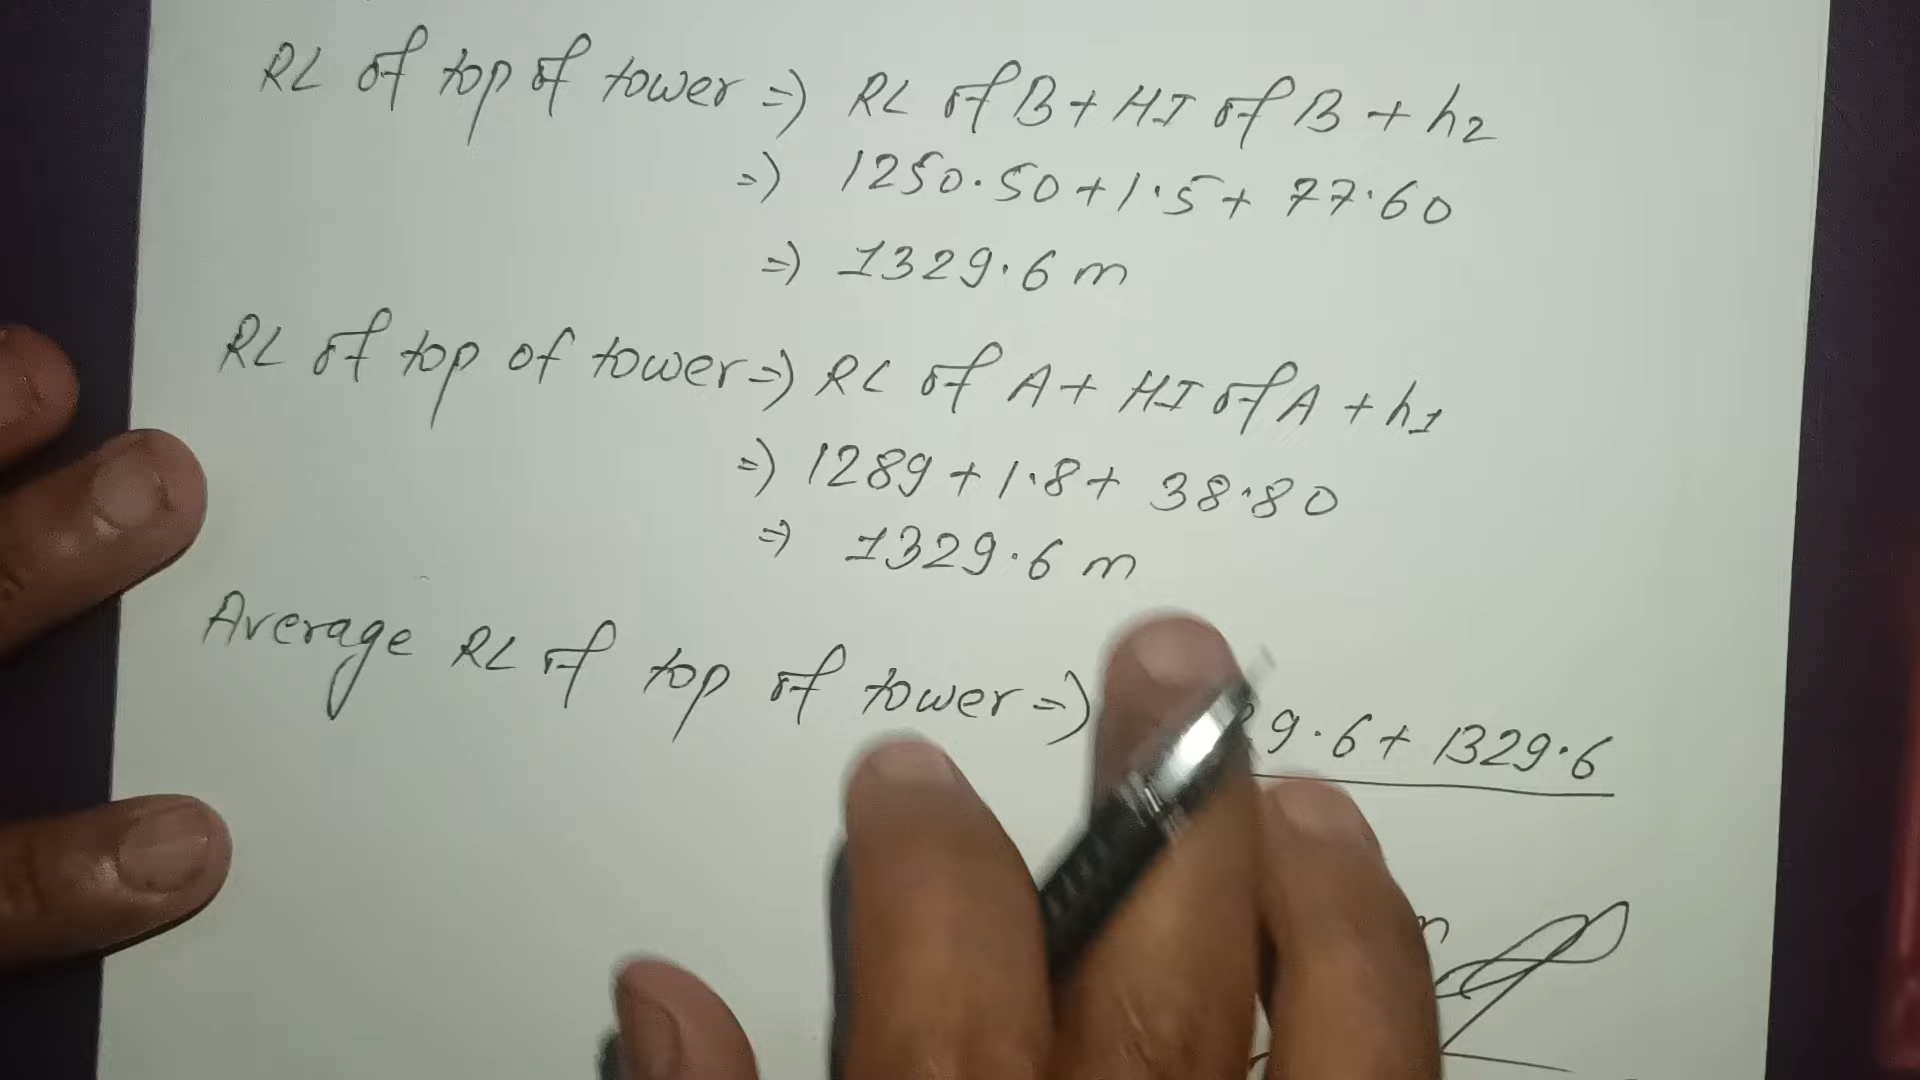 RL of top of tower => RL of B + HI of B + h2
=> 1250.50 + 1.5 + 77.60
=> 1329.6 m
RL of top of tower => RL of A + HI of A + h1
=> 1289 + 1.8 + 38.80
=> 1329.6 m
Average RL of top of tower => 29.6 + 1329.6